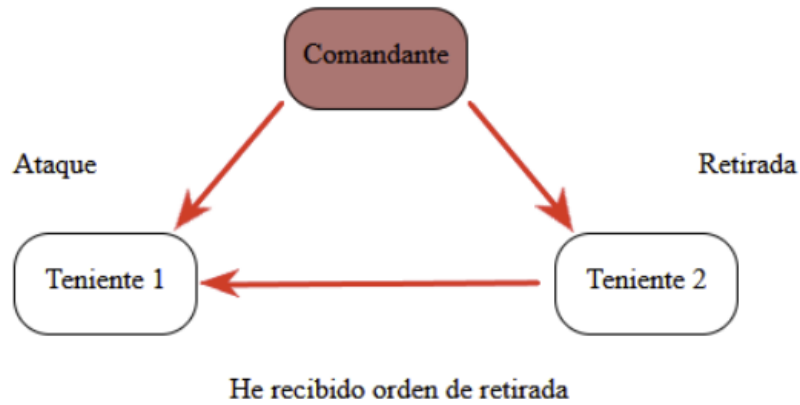 Comandante
Ataque
Retirada
Teniente 1
Teniente 2
He recibido orden de retirada